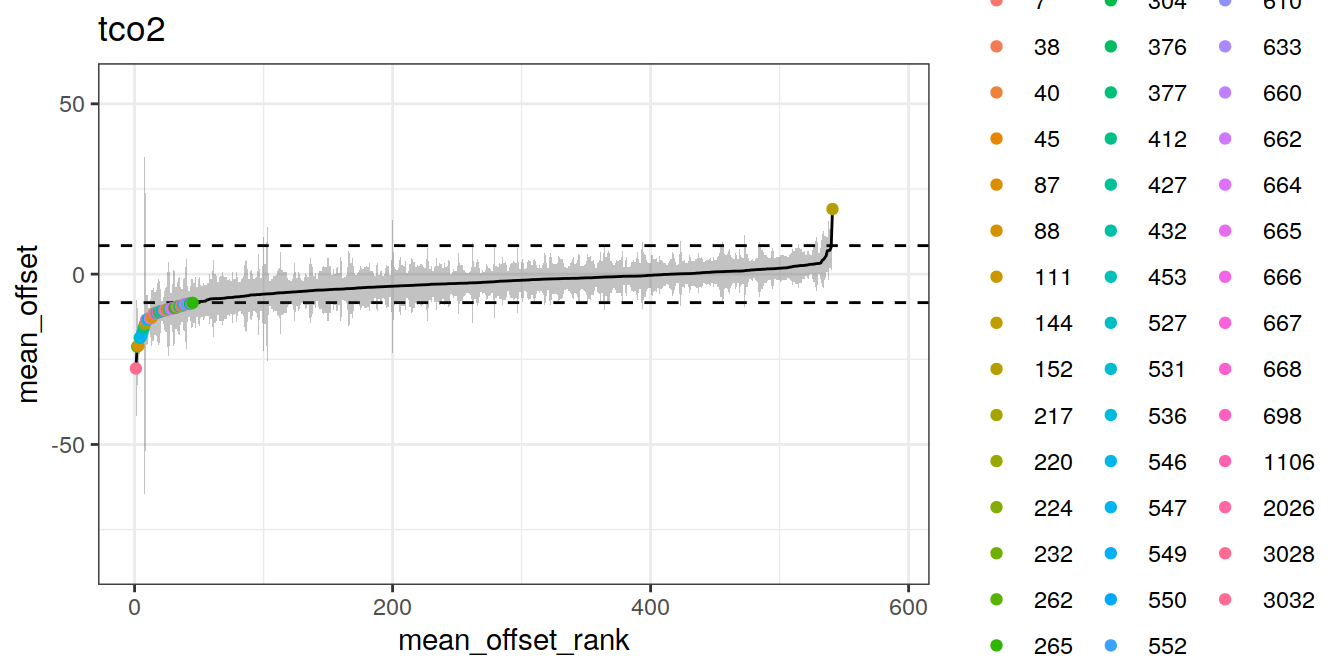 tco2
50
0
-50
mean_offset
0 200 400 600
mean_offset_rank
7 304 610
38 376 633
40 377 660
45 412 662
87 427 664
88 432 665
111 453 666
144 527 667
152 531 668
217 536 698
220 546 1106
224 547 2026
232 549 3028
262 550 3032
265 552